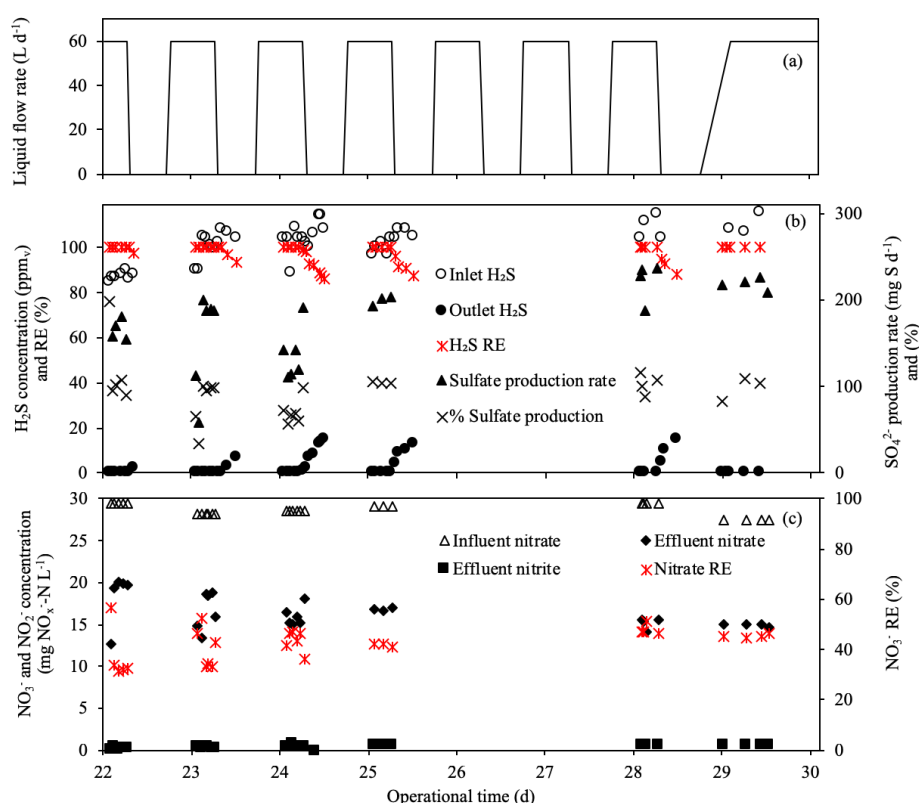 Liquid flow rate (L d⁻¹)
80
60
40
20
0
(a)
H₂S concentration (ppmᵥ)
and RE (%)
100
80
60
40
20
0
(b)
Inlet H₂S
Outlet H₂S
H₂S RE
Sulfate production rate
% Sulfate production
300
200
100
0
SO₄²⁻ production rate (mg S d⁻¹)
and (%)
NO₃⁻ and NO₂⁻ concentration
(mg NOₓ⁻-N L⁻¹)
30
25
20
15
10
5
0
(c)
Influent nitrate
Effluent nitrate
Effluent nitrite
Nitrate RE
100
80
60
40
20
0
NO₃⁻ RE (%)
22 23 24 25 26 27 28 29 30
Operational time (d)